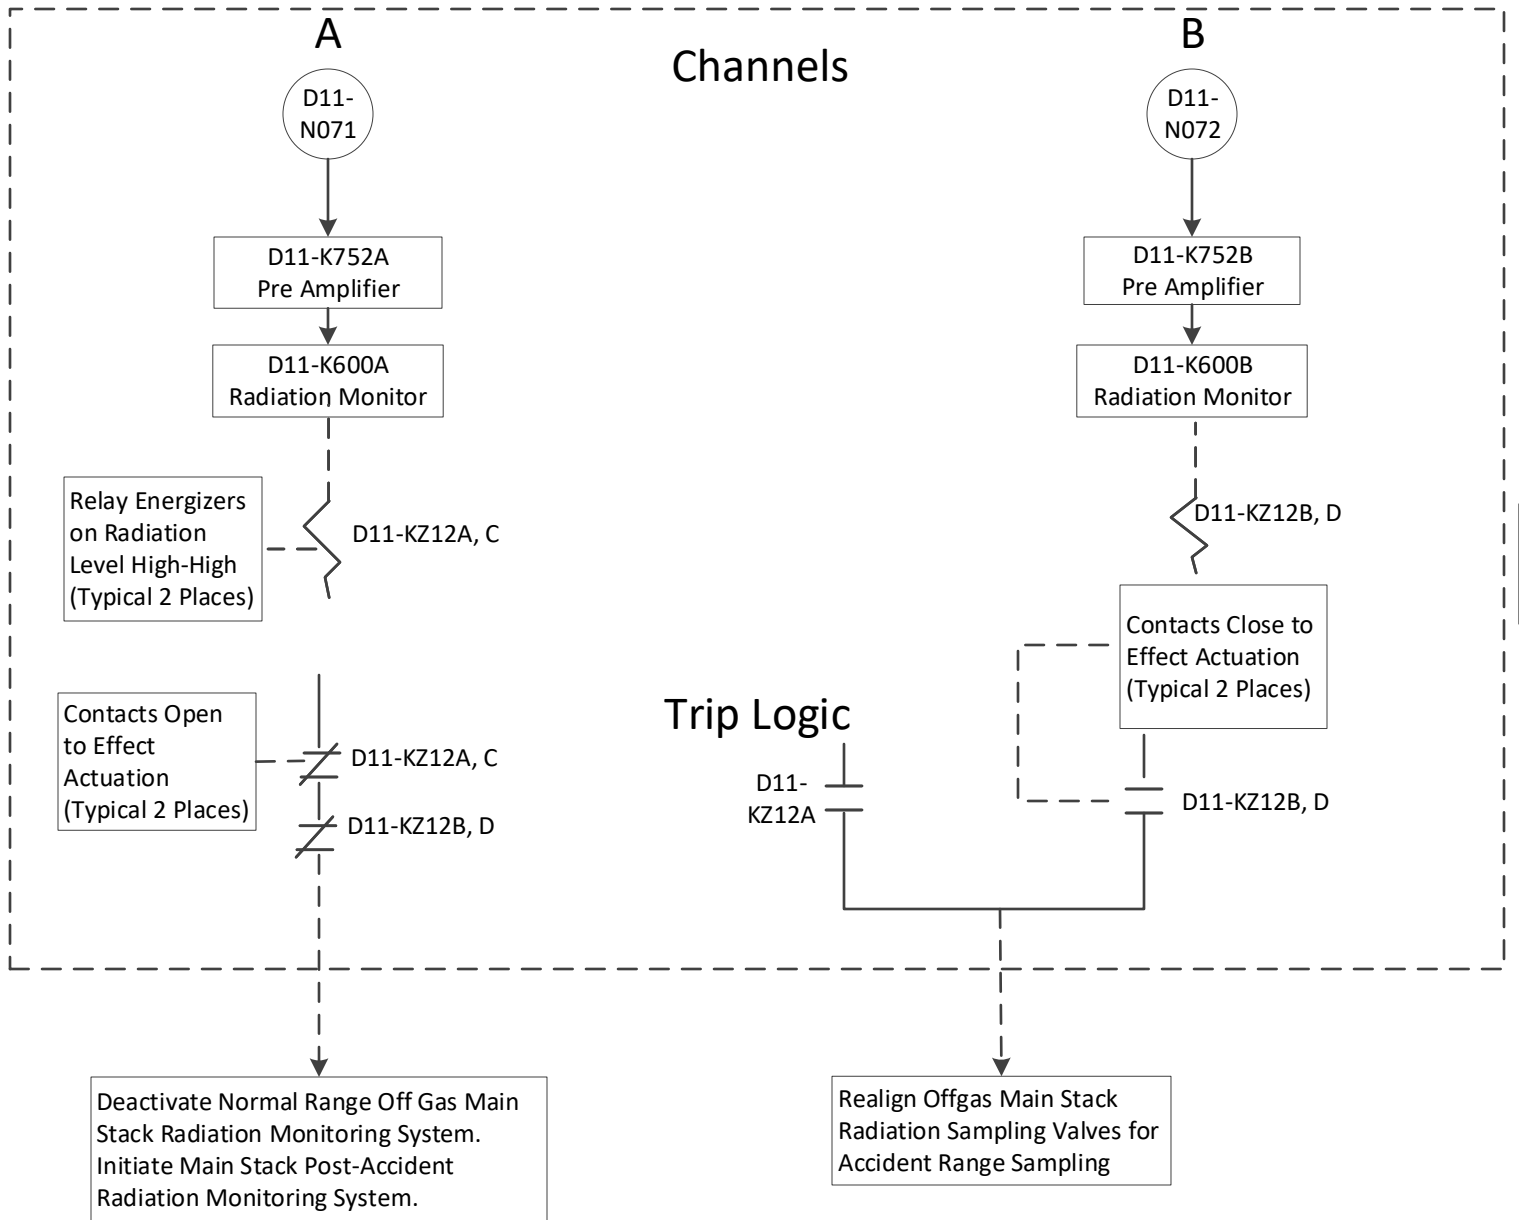 A
B
Channels
D11-
N071
D11-
N072
D11-K752A
Pre Amplifier
D11-K752B
Pre Amplifier
D11-K600A
Radiation Monitor
D11-K600B
Radiation Monitor
Relay Energizers
on Radiation
Level High-High
(Typical 2 Places)
D11-KZ12A, C
D11-KZ12B, D
Contacts Close to
Effect Actuation
(Typical 2 Places)
Trip Logic
Contacts Open
to Effect
Actuation
(Typical 2 Places)
D11-KZ12A, C
D11-KZ12B, D
D11-
KZ12A
D11-KZ12B, D
Deactivate Normal Range Off Gas Main
Stack Radiation Monitoring System.
Initiate Main Stack Post-Accident
Radiation Monitoring System.
Realign Offgas Main Stack
Radiation Sampling Valves for
Accident Range Sampling